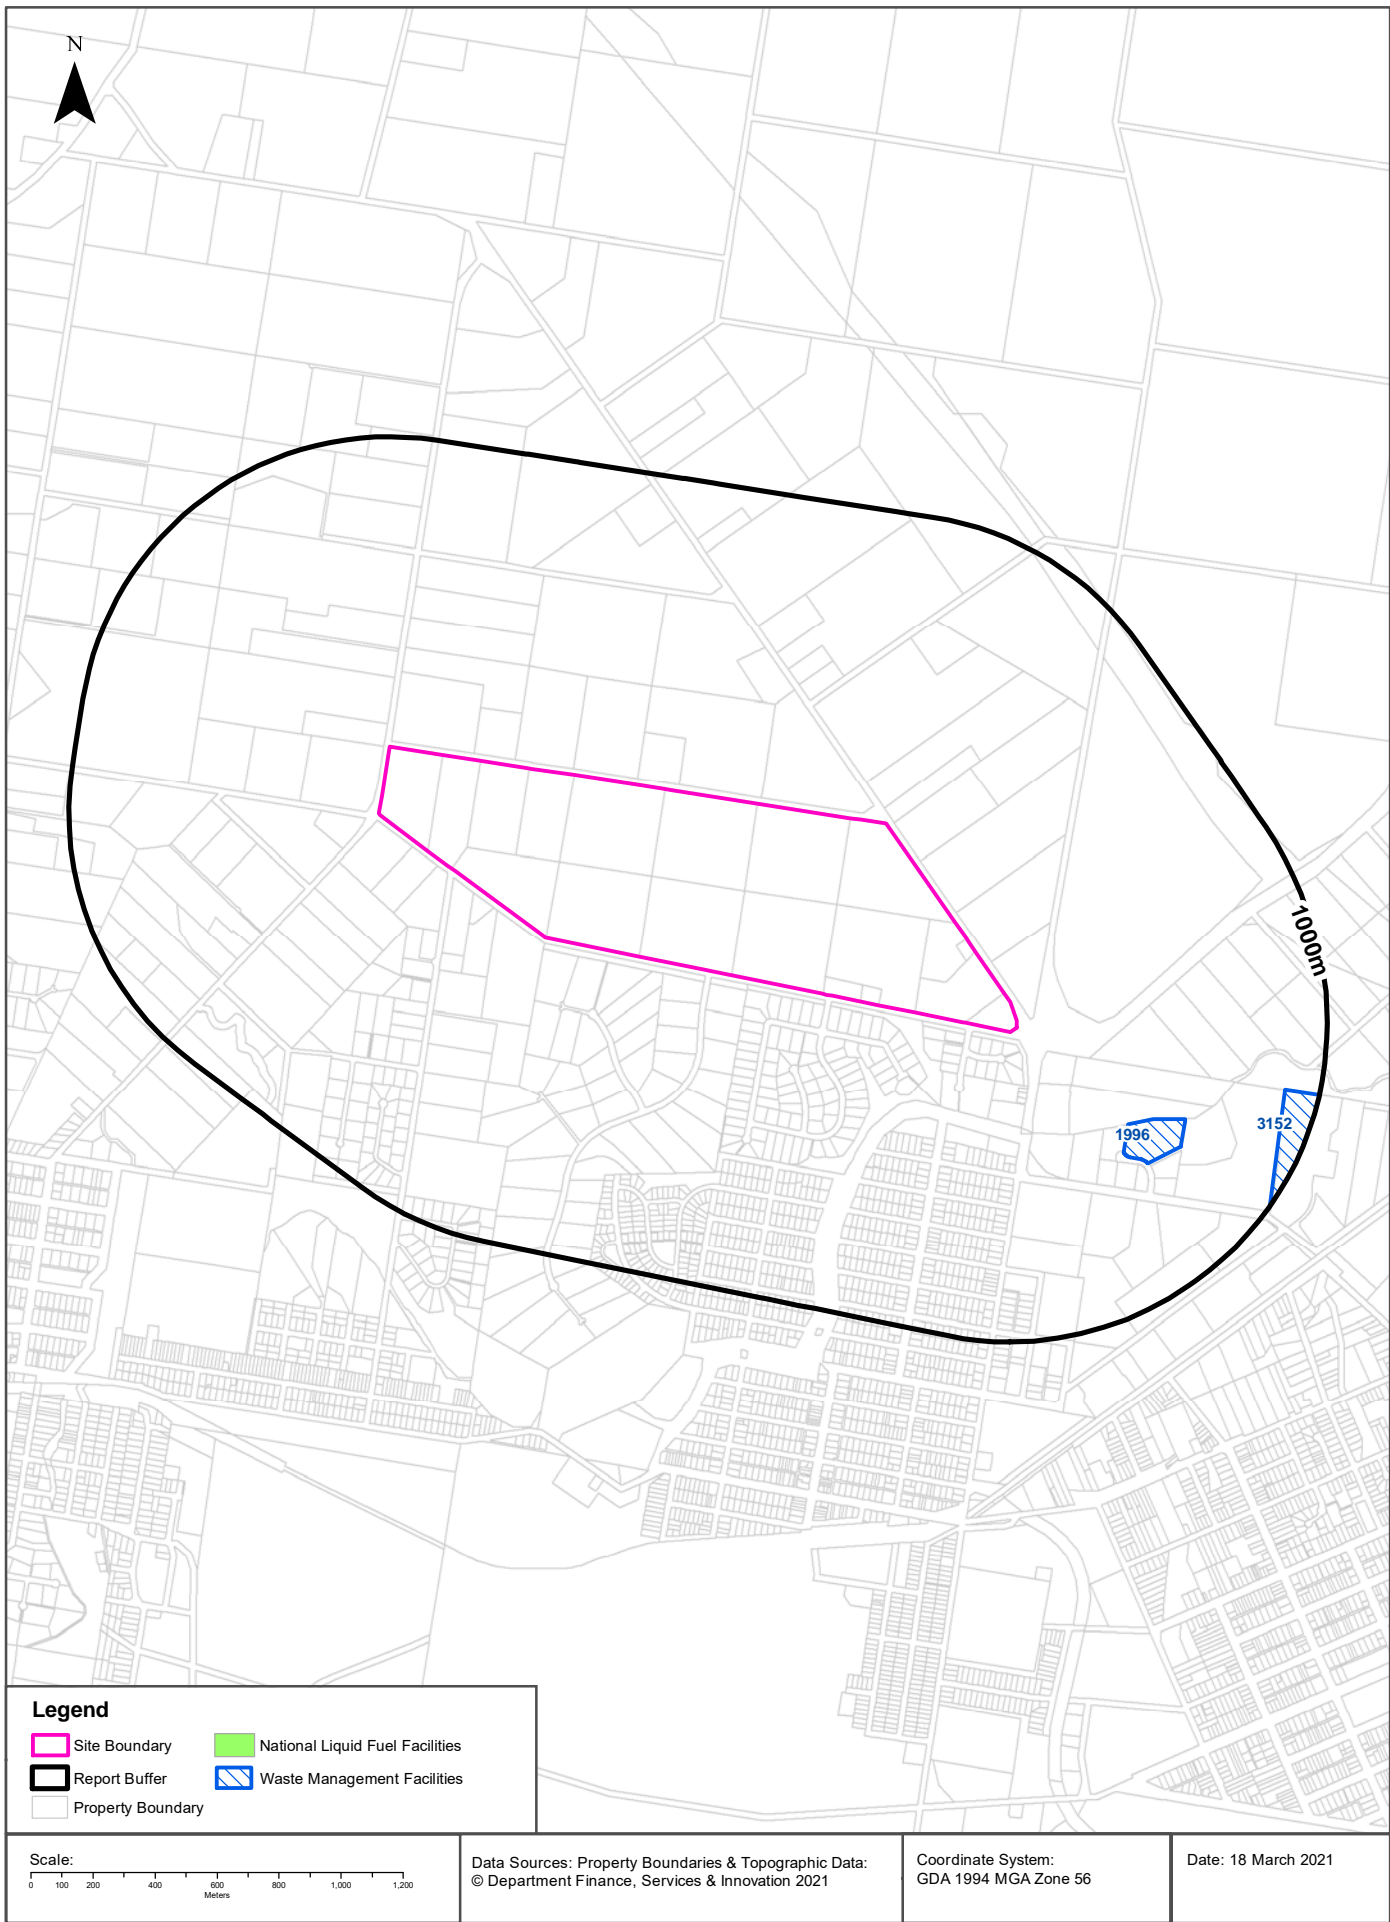 N
1000m
1996
3152
Legend
Site Boundary
National Liquid Fuel Facilities
Report Buffer
Waste Management Facilities
Property Boundary
Scale:
0 100 200 400 600 800 1,000 1,200
Meters
Data Sources: Property Boundaries & Topographic Data:
© Department Finance, Services & Innovation 2021
Coordinate System:
GDA 1994 MGA Zone 56
Date: 18 March 2021